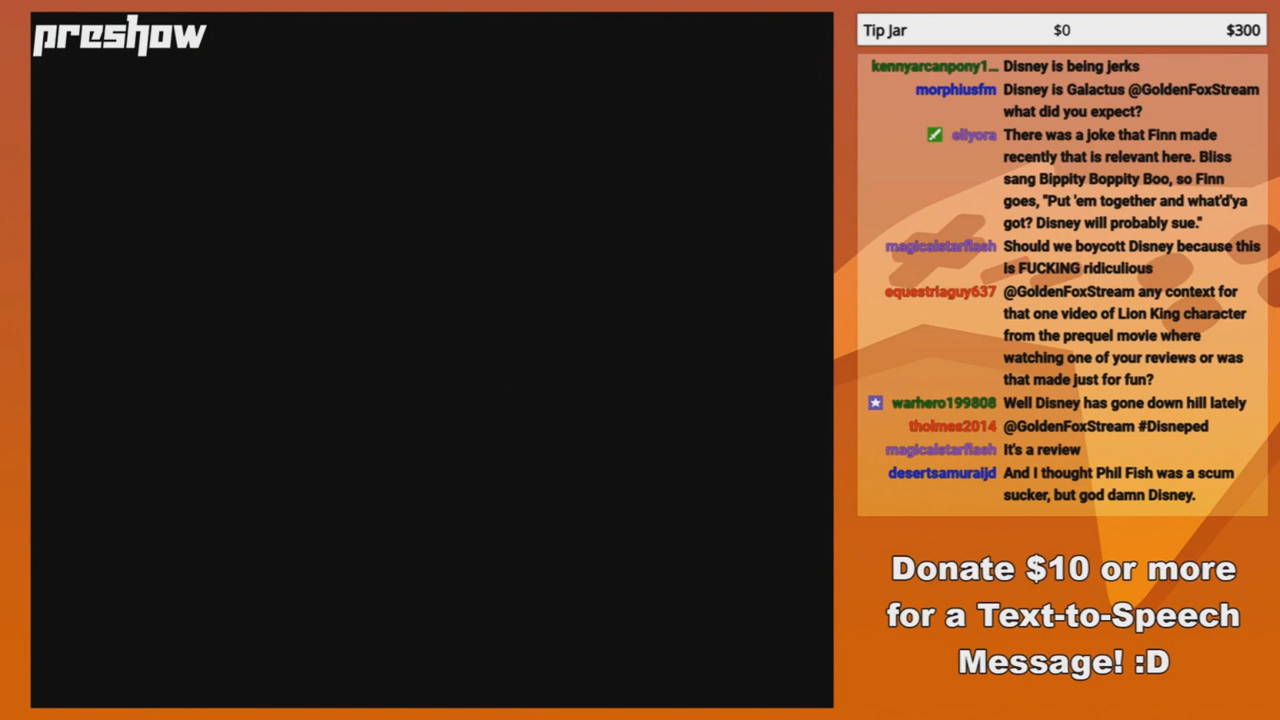 preshow
Tip Jar $0 $300
kennyarcanpony1... Disney is being jerks
morphiusfm Disney is Galactus @GoldenFoxStream
what did you expect?
ellyora There was a joke that Finn made
recently that is relevant here. Bliss
sang Bippity Boppity Boo, so Finn
goes, "Put 'em together and what'd'ya
got? Disney will probably sue."
magicalstarflash Should we boycott Disney because this
is FUCKING ridiculious
equestriaguy637 @GoldenFoxStream any context for
that one video of Lion King character
from the prequel movie where
watching one of your reviews or was
that made just for fun?
warhero199808 Well Disney has gone down hill lately
tholmes2014 @GoldenFoxStream #Disneped
magicalstarflash It's a review
desertsamuraijd And I thought Phil Fish was a scum
sucker, but god damn Disney.
Donate $10 or more
for a Text-to-Speech
Message! :D